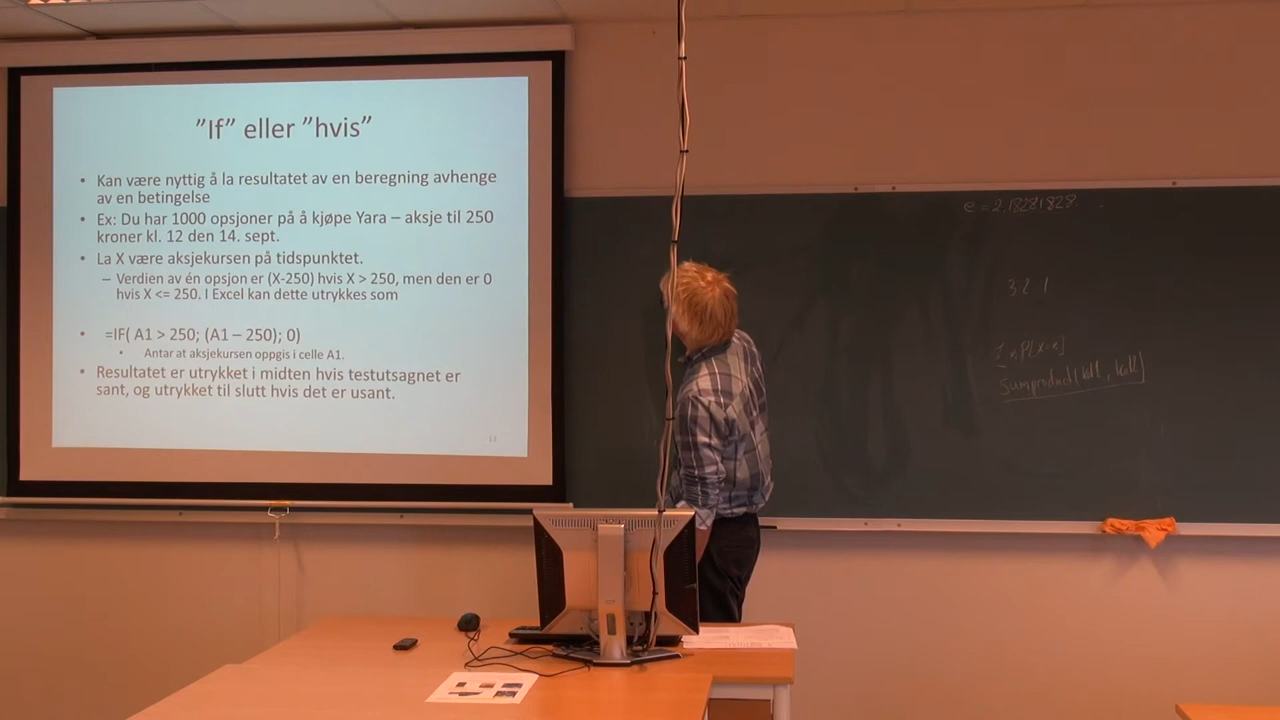 ”If” eller ”hvis”
• Kan være nyttig å la resultatet av en beregning avhenge
av en betingelse
• Ex: Du har 1000 opsjoner på å kjøpe Yara – aksje til 250
kroner kl. 12 den 14. sept.
• La X være aksjekursen på tidspunktet.
– Verdien av én opsjon er (X-250) hvis X > 250, men den er 0
hvis X <= 250. I Excel kan dette utrykkes som
• =IF( A1 > 250; (A1 – 250); 0)
• Antar at aksjekursen oppgis i celle A1.
• Resultatet er utrykket i midten hvis testutsagnet er
sant, og utrykket til slutt hvis det er usant.
e = 2.18281828.
3 2 1
Sumproduct(